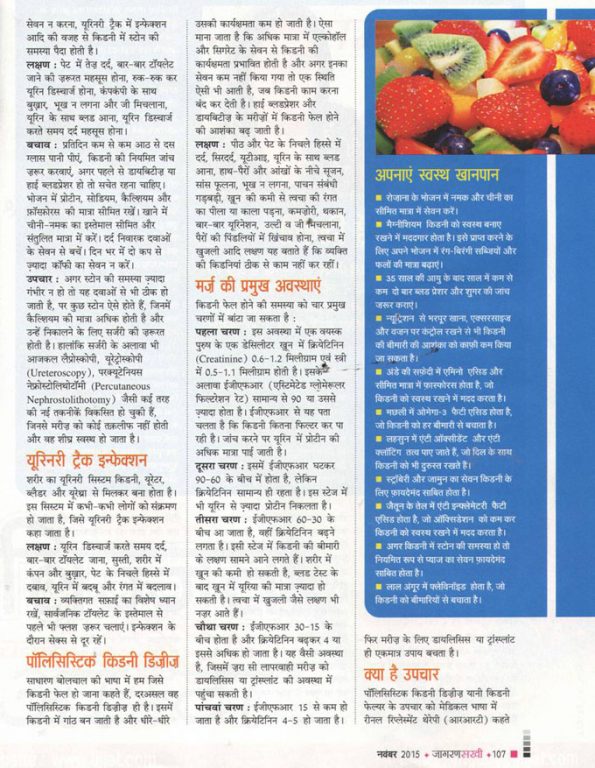 सेवन न करना, यूरिनरी ट्रैक में इन्फेक्शन
आदि की वजह से किडनी में स्टोन की
समस्या पैदा होती है।
लक्षण : पेट में तेज़ दर्द, बार-बार टॉयलेट
जाने की ज़रूरत महसूस होना, रुक-रुक कर
यूरिन डिस्चार्ज होना, कंपकंपी के साथ
बुख़ार, भूख न लगना और जी मिचलाना,
यूरिन के साथ ब्लड आना, यूरिन डिस्चार्ज
करते समय दर्द महसूस होना।
बचाव : प्रतिदिन कम से कम आठ से दस
ग्लास पानी पीएं, किडनी की नियमित जांच
ज़रूर करवाएं, अगर पहले से डायबिटीज़ या
हाई ब्लडप्रेशर हो तो सचेत रहना चाहिए।
भोजन में प्रोटीन, सोडियम, कैल्शियम और
फ़ॉसफ़ोरस की मात्रा सीमित रखें। खाने में
चीनी-नमक का इस्तेमाल सीमित और
संतुलित मात्रा में करें। दर्द निवारक दवाओं
के सेवन से बचें। दिन भर में दो कप से
ज़्यादा कॉफी का सेवन न करें।
उपचार : अगर स्टोन की समस्या ज्यादा
गंभीर न हो तो यह दवाओं से भी ठीक हो
जाती है, पर कुछ स्टोन ऐसे होते हैं, जिनमें
कैल्शियम की मात्रा अधिक होती है और
उन्हें निकालने के लिए सर्जरी की ज़रूरत
होती है। हालांकि सर्जरी के अलावा भी
आजकल लैप्रोस्कोपी, यूरेट्रोस्कोपी
(Ureteroscopy), परक्यूटेनियस
नेफ्रोस्टोलिथोटॉमी (Percutaneous
Nephrostolithotomy) जैसी कई तरह
की नई तकनीकें विकसित हो चुकी हैं,
जिनसे मरीज़ को कोई तकलीफ नहीं होती
और वह शीघ्र स्वस्थ हो जाता है।
यूरिनरी ट्रैक इन्फेक्शन
शरीर का यूरिनरी सिस्टम किडनी, यूरेटर,
ब्लैडर और यूरेथ्रा से मिलकर बना होता है।
इस सिस्टम में कभी-कभी लोगों को संक्रमण
हो जाता है, जिसे यूरिनरी ट्रैक इन्फेक्शन
कहा जाता है।
लक्षण : यूरिन डिस्चार्ज करते समय दर्द,
बार-बार टॉयलेट जाना, सुस्ती, शरीर में
कंपन और बुख़ार, पेट के निचले हिस्से में
दबाव, यूरिन में बदबू और रंगत में बदलाव।
बचाव : व्यक्तिगत सफ़ाई का विशेष ध्यान
रखें, सार्वजनिक टॉयलेट के इस्तेमाल से
पहले भी फ्लश ज़रूर चलाएं। इन्फेक्शन के
दौरान सेक्स से दूर रहें।
पॉलिसिस्टिक किडनी डिज़ीज़
साधारण बोलचाल की भाषा में हम जिसे
किडनी फेल हो जाना कहते हैं, दरअसल वह
पॉलिसिस्टिक किडनी डिज़ीज़ ही है। इसमें
किडनी में गांठ बन जाती है और धीरे-धीरे
उसकी कार्यक्षमता कम हो जाती है। ऐसा
माना जाता है कि अधिक मात्रा में एल्कोहॉल
और सिगरेट के सेवन से किडनी की
कार्यक्षमता प्रभावित होती है और अगर इनका
सेवन कम नहीं किया गया तो एक स्थिति
ऐसी भी आती है, जब किडनी काम करना
बंद कर देती है। हाई ब्लडप्रेशर और
डायबिटीज़ के मरीज़ों में किडनी फेल होने
की आशंका बढ़ जाती है।
लक्षण : पीठ और पेट के निचले हिस्से में
दर्द, सिरदर्द, यूटीआइ, यूरिन के साथ ब्लड
आना, हाथ-पैरों और आंखों के नीचे सूजन,
सांस फूलना, भूख न लगना, पाचन संबंधी
गड़बड़ी, खून की कमी से त्वचा की रंगत
का पीला या काला पड़ना, कमज़ोरी, थकान,
बार-बार यूरिनेशन, उल्टी व जी मिचलाना,
पैरों की पिंडलियों में खिंचाव होना, त्वचा में
खुजली आदि लक्षण यह बताते हैं कि व्यक्ति
की किडनियां ठीक से काम नहीं कर रहीं।
मर्ज़ की प्रमुख अवस्थाएं
किडनी फेल होने की समस्या को चार प्रमुख
चरणों में बांटा जा सकता है :
पहला चरण : इस अवस्था में एक वयस्क
पुरुष के एक डेसिलीटर खून में क्रिएटिनिन
(Creatinine) 0.6-1.2 मिलीग्राम एवं स्त्री
में 0.5-1.1 मिलीग्राम होती है। इसके
अलावा ईजीएफआर (एस्टिमेटेड ग्लोमेरूलर
फिल्टरेशन रेट) सामान्य से 90 या उससे
ज़्यादा होता है। ईजीएफआर से यह पता
चलता है कि किडनी कितना फिल्टर कर पा
रही है। जांच करने पर यूरिन में प्रोटीन की
अधिक मात्रा पाई जाती है।
दूसरा चरण : इसमें ईजीएफआर घटकर
90-60 के बीच में होता है, लेकिन
क्रियेटिनिन सामान्य ही रहता है। इस स्टेज में
भी यूरिन से ज़्यादा प्रोटीन निकलता है।
तीसरा चरण : ईजीएफआर 60-30 के
बीच आ जाता है, वहीं क्रिएटिनिन बढ़ने
लगता है। इसी स्टेज में किडनी की बीमारी
के लक्षण सामने आने लगते हैं। शरीर में
खून की कमी हो सकती है, ब्लड टेस्ट के
बाद खून में यूरिया की मात्रा ज़्यादा हो
सकती है। त्वचा में खुजली जैसे लक्षण भी
नज़र आते हैं।
चौथा चरण : ईजीएफआर 30-15 के
बीच होता है और क्रियेटिनिन बढ़कर 4 या
इससे अधिक हो जाता है। यह वैसी अवस्था
है, जिसमें ज़रा सी लापरवाही मरीज़ को
डायलिसिस या ट्रांस्प्लांट की अवस्था में
पहुंचा सकती है।
पांचवां चरण : ईजीएफआर 15 से कम हो
जाता है और क्रिएटिनिन 4-5 हो जाता है।
अपनाएं स्वस्थ खानपान
रोजाना के भोजन में नमक और चीनी का
सीमित मात्रा में सेवन करें।
मैग्नीशियम किडनी को स्वस्थ बनाए
रखने में मददगार होता है। इसे प्राप्त करने के
लिए अपने भोजन में रंग-बिरंगी सब्जियों और
फलों की मात्रा बढ़ाएं।
35 साल की आयु के बाद साल में कम से
कम दो बार ब्लड प्रेशर और शुगर की जांच
जरूर कराएं।
न्यूट्रिशन से भरपूर खाना, एक्सरसाइज
और वजन पर कंट्रोल रखने से भी किडनी
की बीमारी की आशंका को काफ़ी कम किया
जा सकता है।
अंडे की सफेदी में एमिनो एसिड और
सीमित मात्रा में फ़ास्फोरस होता है, जो
किडनी को स्वस्थ रखने में मदद करता है।
मछली में ओमेगा-3 फैटी एसिड होता है,
जो किडनी को हर बीमारी से बचाता है।
लहसुन में एंटी ऑक्सीडेंट और एंटी
क्लॉटिंग तत्व पाए जाते हैं, जो दिल के साथ
किडनी को भी दुरुस्त रखते हैं।
स्ट्रॉबेरी और जामुन का सेवन किडनी के
लिए फ़ायदेमंद साबित होता है।
जैतून के तेल में एंटी इन्फ्लेमेटरी फैटी
एसिड होता है, जो ऑक्सिडेशन को कम कर
किडनी को स्वस्थ रखने में मदद करता है।
अगर किडनी में स्टोन की समस्या हो तो
नियमित रूप से प्याज का सेवन फ़ायदेमंद
साबित होता है।
लाल अंगूर में फ्लेविनॉइड होता है, जो
किडनी को बीमारियों से बचाता है।
फिर मरीज़ के लिए डायलिसिस या ट्रांस्प्लांट
ही एकमात्र उपाय बचता है।
क्या है उपचार
पॉलिसिस्टिक किडनी डिज़ीज़ यानी किडनी
फेल्यर के उपचार को मेडिकल भाषा में
रीनल रिप्लेस्मेंट थेरेपी (आरआरटी) कहते
नवंबर 2015 जागरण सखी 107